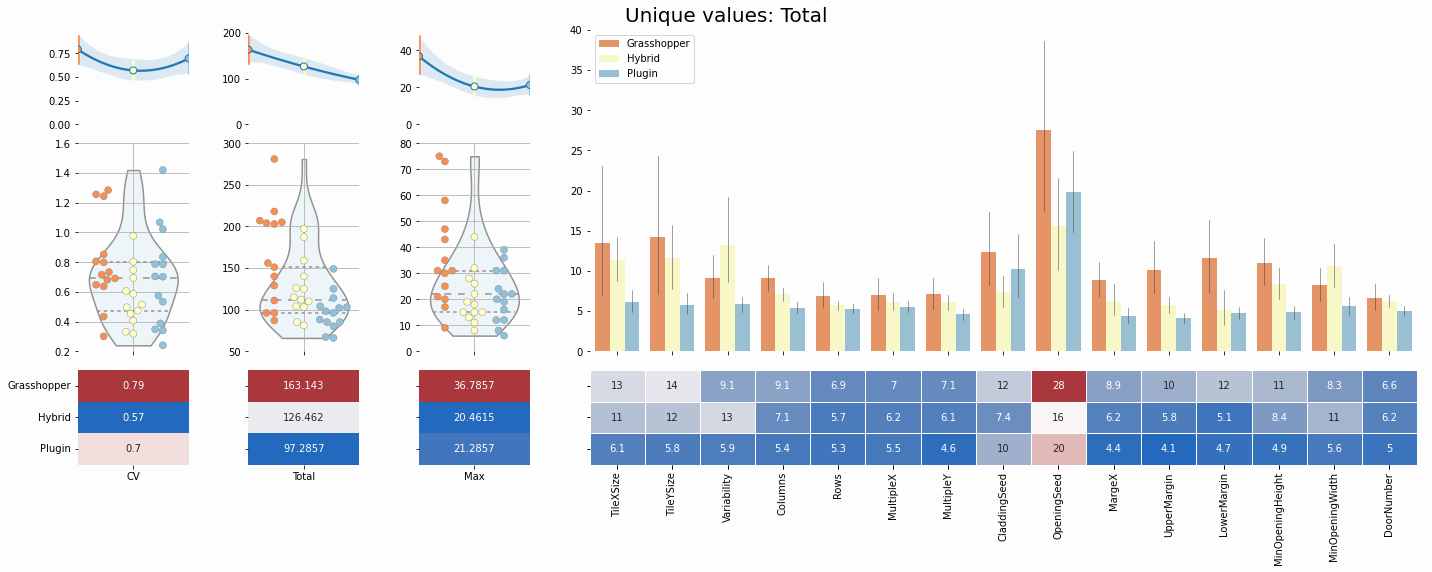 Unique values: Total
0.75
0.50
0.25
0.00
200
100
0
40
20
0
40
35
30
25
20
15
10
5
0
Grasshopper
Hybrid
Plugin
1.6
1.4
1.2
1.0
0.8
0.6
0.4
0.2
300
250
200
150
100
50
80
70
60
50
40
30
20
10
0
Grasshopper 0.79 163.143 36.7857 13 14 9.1 9.1 6.9 7 7.1 12 28 8.9 10 12 11 8.3 6.6
Hybrid 0.57 126.462 20.4615 11 12 13 7.1 5.7 6.2 6.1 7.4 16 6.2 5.8 5.1 8.4 11 6.2
Plugin 0.7 97.2857 21.2857 6.1 5.8 5.9 5.4 5.3 5.5 4.6 10 20 4.4 4.1 4.7 4.9 5.6 5
CV Total Max
TileXSize
TileYSize
Variability
Columns
Rows
MultipleX
MultipleY
CladdingSeed
OpeningSeed
MargeX
UpperMargin
LowerMargin
MinOpeningHeight
MinOpeningWidth
DoorNumber